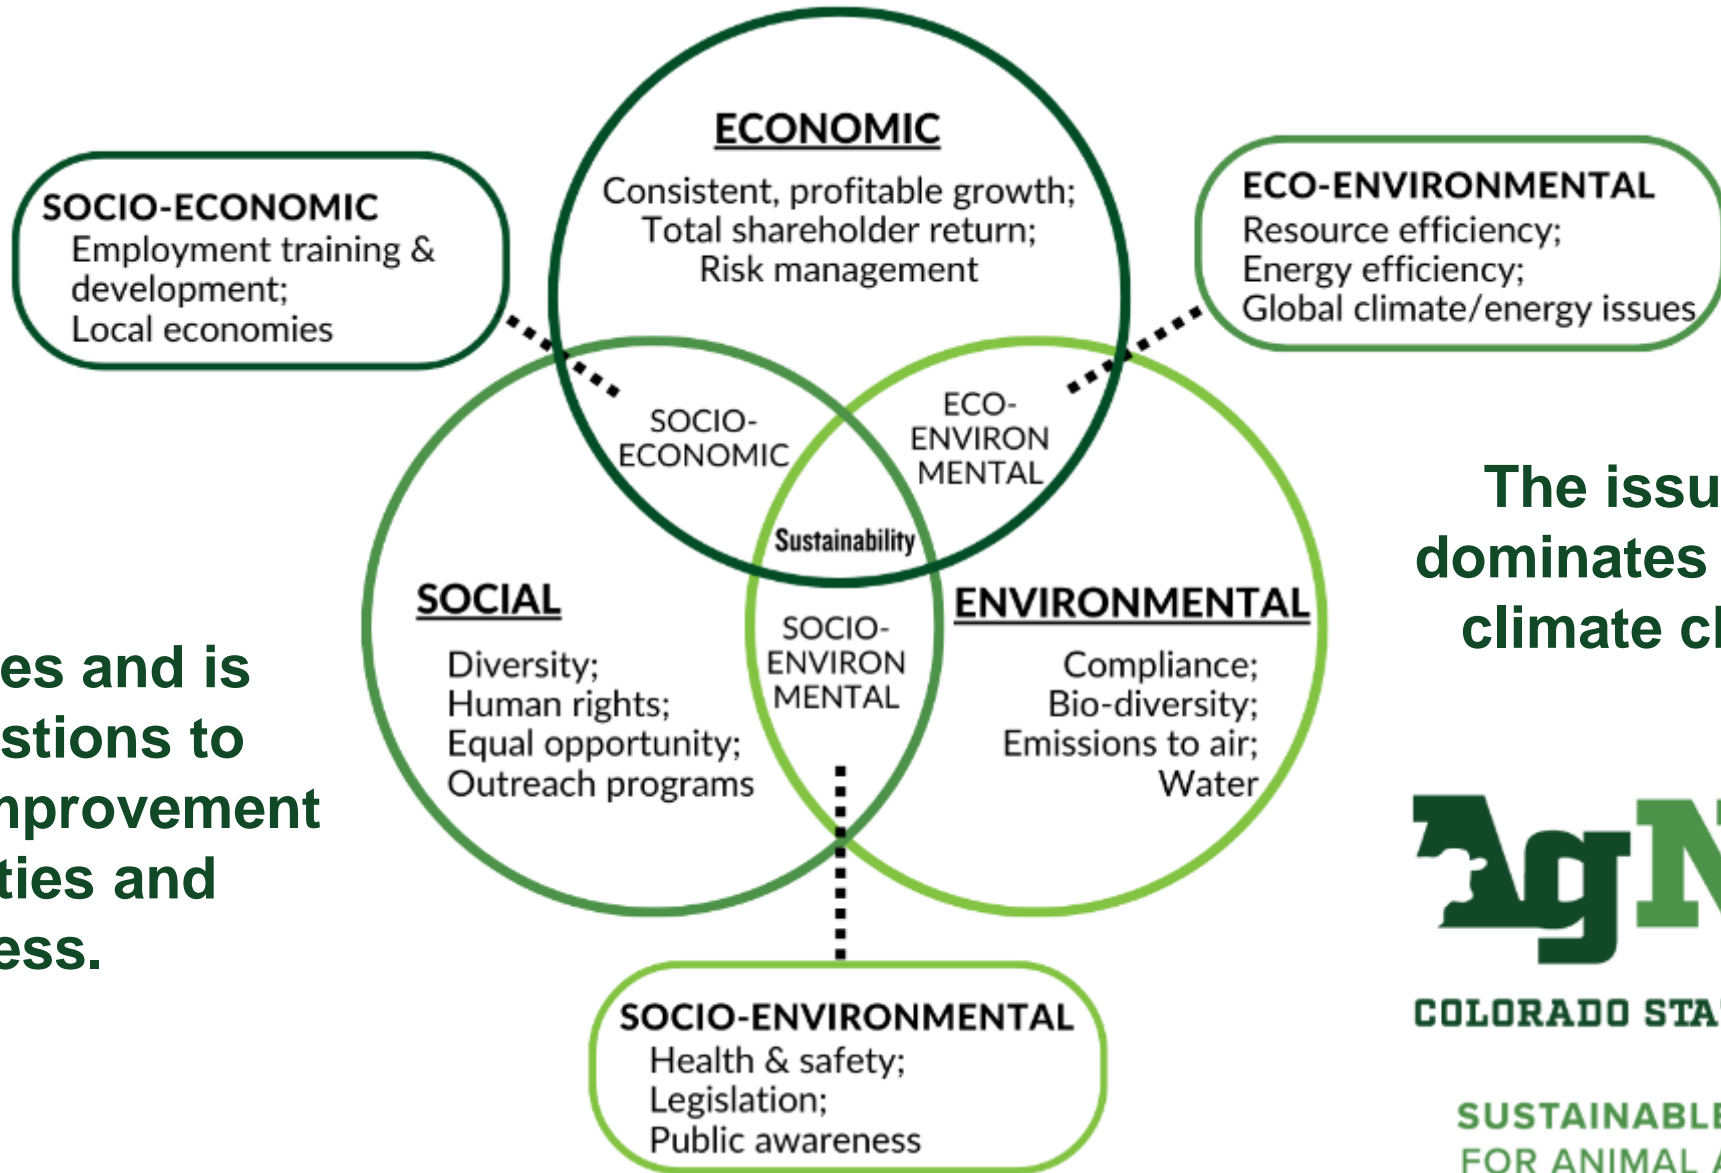 ECONOMIC
Consistent, profitable growth;
Total shareholder return;
Risk management
SOCIO-ECONOMIC
Employment training &
development;
Local economies
ECO-ENVIRONMENTAL
Resource efficiency;
Energy efficiency;
Global climate/energy issues
SOCIO-
ECONOMIC
ECO-
ENVIRON
MENTAL
Sustainability
SOCIAL
Diversity;
Human rights;
Equal opportunity;
Outreach programs
SOCIO-
ENVIRON
MENTAL
ENVIRONMENTAL
Compliance;
Bio-diversity;
Emissions to air;
Water
SOCIO-ENVIRONMENTAL
Health & safety;
Legislation;
Public awareness
es and is
stions to
mprovement
ties and
ess.
The issu
dominates
climate c
AgN
COLORADO STA
SUSTAINABLE
FOR ANIMAL A